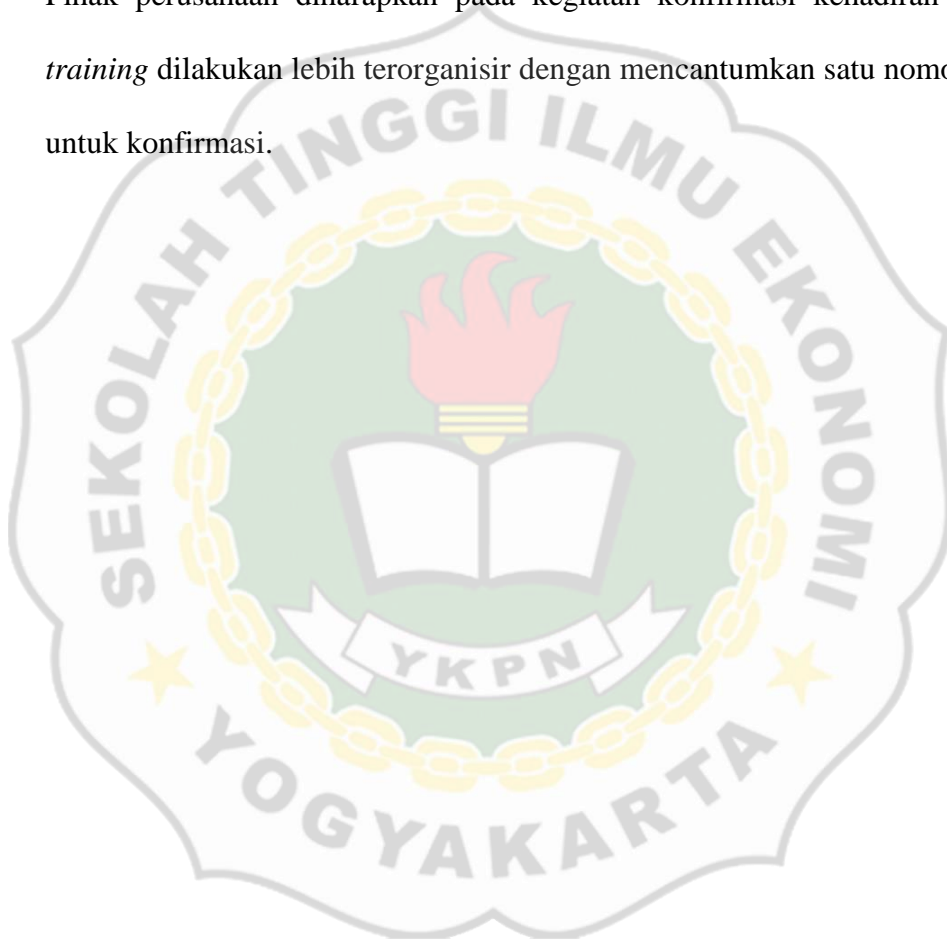 Pihak perusahaan diharapkan pada kegiatan konfirmasi kehadiran
training dilakukan lebih terorganisir dengan mencantumkan satu
untuk konfirmasi.
SEKOLAH TINGGI ILMU EKONOMI
YKPN
YOGYAKARTA